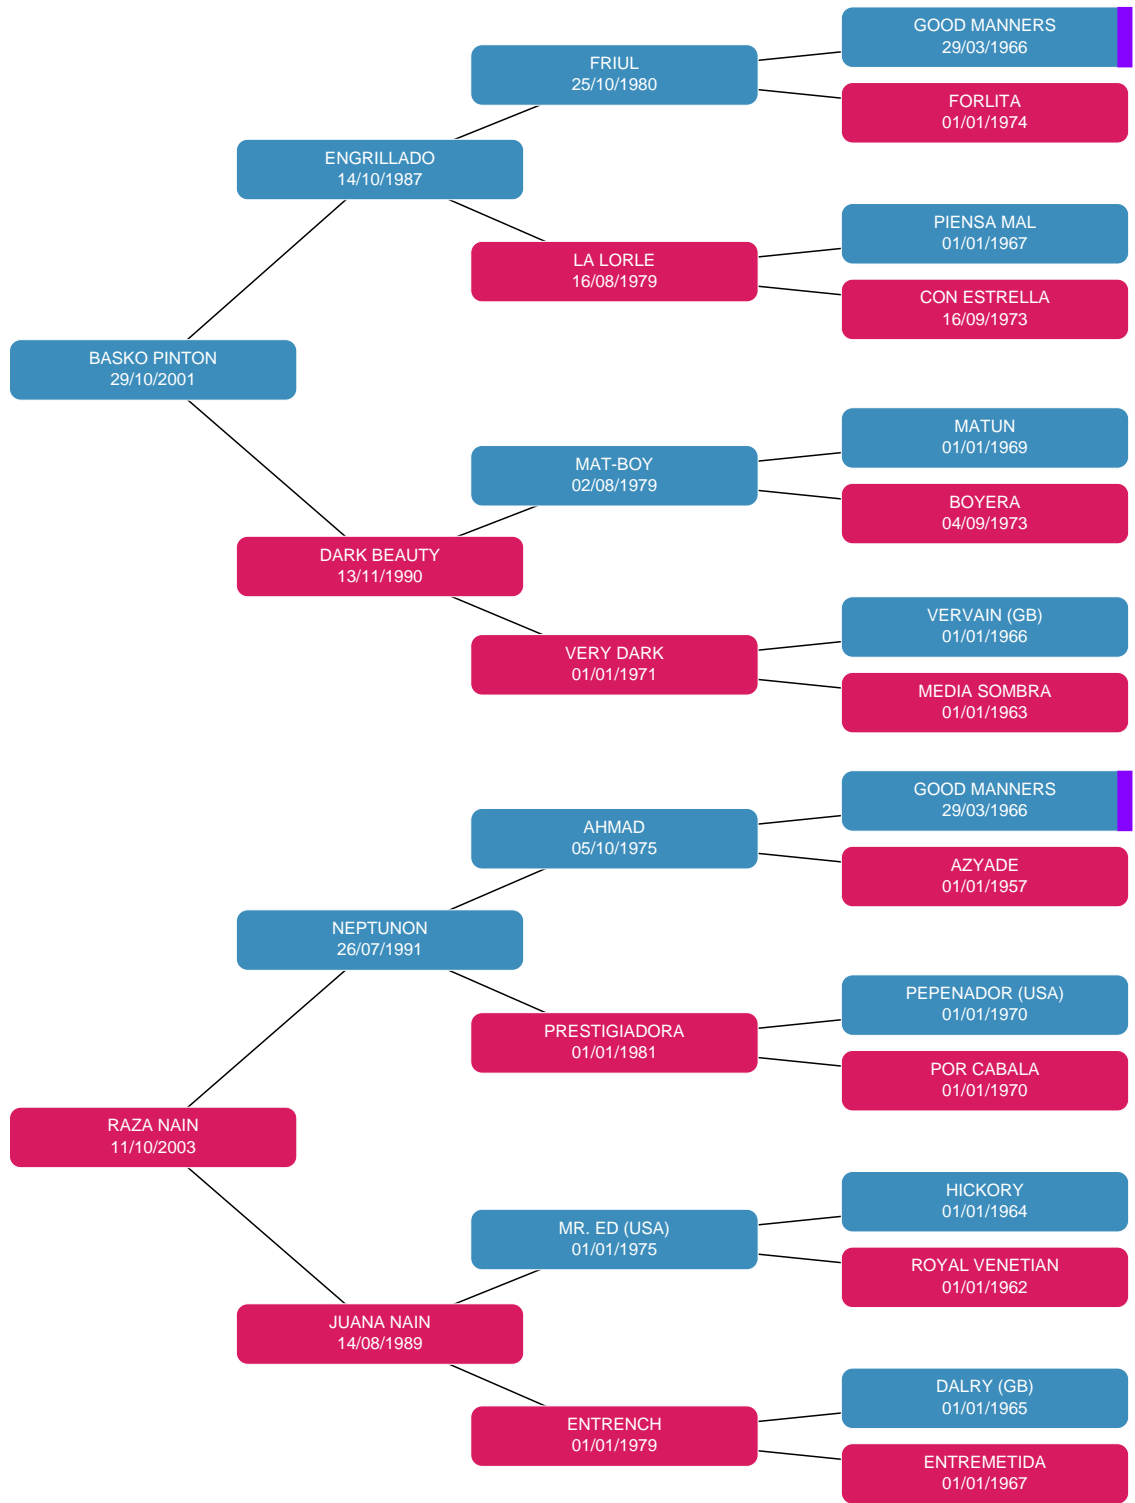 GOOD MANNERS
29/03/1966
FRIUL
25/10/1980
FORLITA
01/01/1974
ENGRILLADO
14/10/1987
PIENSA MAL
01/01/1967
LA LORLE
16/08/1979
CON ESTRELLA
16/09/1973
BASKO PINTON
29/10/2001
MATUN
01/01/1969
MAT-BOY
02/08/1979
BOYERA
04/09/1973
DARK BEAUTY
13/11/1990
VERVAIN (GB)
01/01/1966
VERY DARK
01/01/1971
MEDIA SOMBRA
01/01/1963
GOOD MANNERS
29/03/1966
AHMAD
05/10/1975
AZYADE
01/01/1957
NEPTUNON
26/07/1991
PEPENADOR (USA)
01/01/1970
PRESTIGIADORA
01/01/1981
POR CABALA
01/01/1970
RAZA NAIN
11/10/2003
HICKORY
01/01/1964
MR. ED (USA)
01/01/1975
ROYAL VENETIAN
01/01/1962
JUANA NAIN
14/08/1989
DALRY (GB)
01/01/1965
ENTRENCH
01/01/1979
ENTREMETIDA
01/01/1967